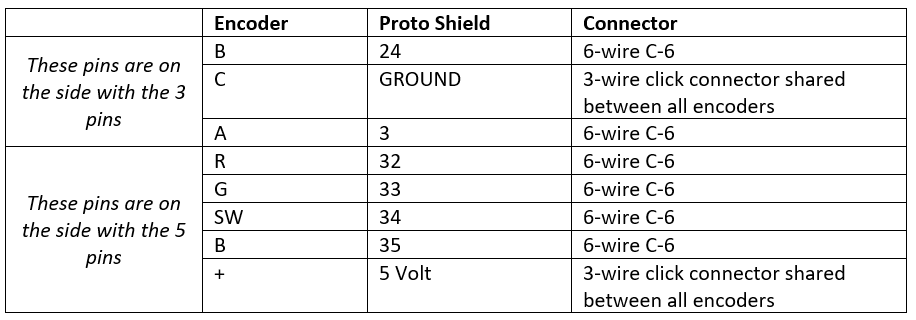 Encoder Proto Shield Connector
These pins are on
the side with the 3
pins
B 24 6-wire C-6
C GROUND 3-wire click connector shared
between all encoders
A 3 6-wire C-6
These pins are on
the side with the 5
pins
R 32 6-wire C-6
G 33 6-wire C-6
SW 34 6-wire C-6
B 35 6-wire C-6
+ 5 Volt 3-wire click connector shared
between all encoders